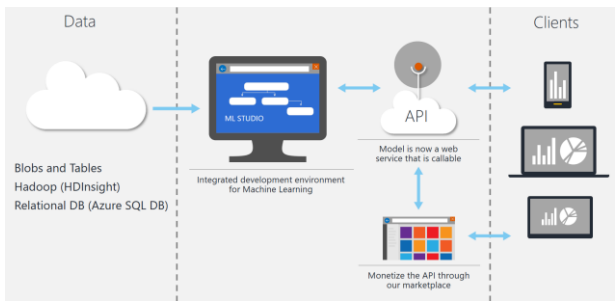 Data
Clients
ML STUDIO
API
Model is now a web
service that is callable
Integrated development environment
for Machine Learning
Blobs and Tables
Hadoop (HDInsight)
Relational DB (Azure SQL DB)
Monetize the API through
our marketplace